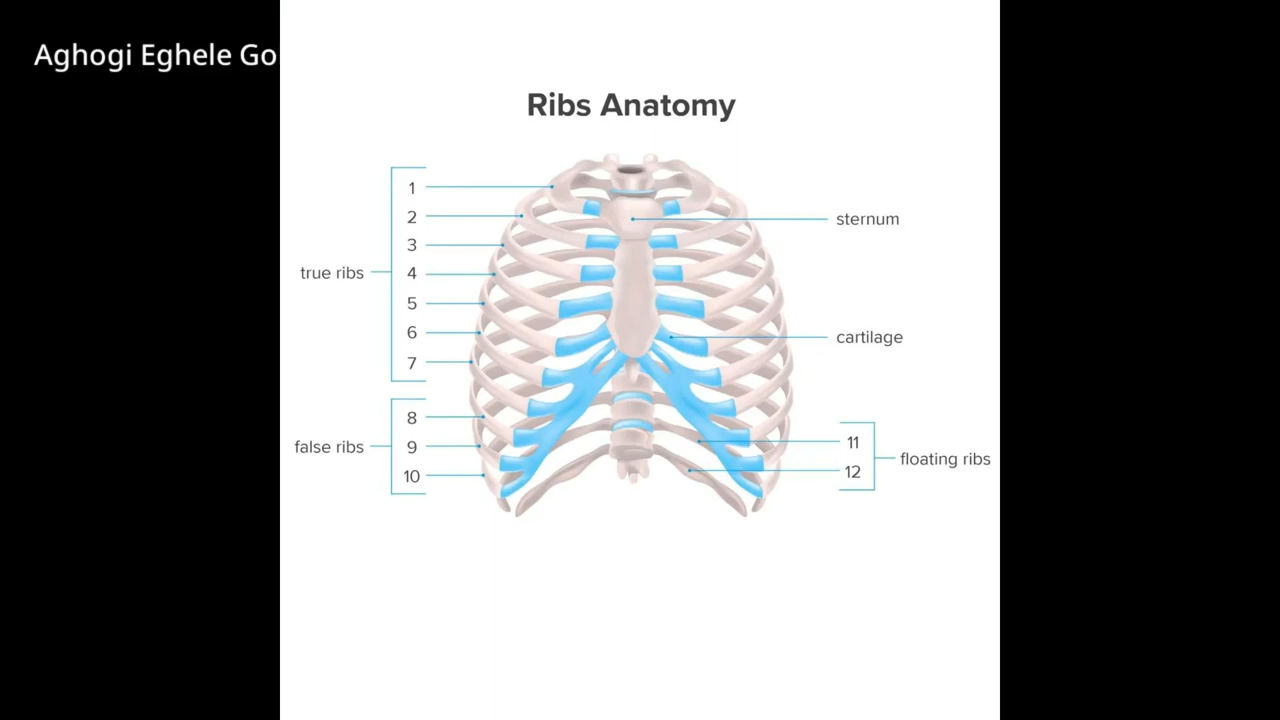 Aghogi Eghele Go
Ribs Anatomy
true ribs
1
2
3
4
5
6
7
false ribs
8
9
10
sternum
cartilage
11
12
floating ribs